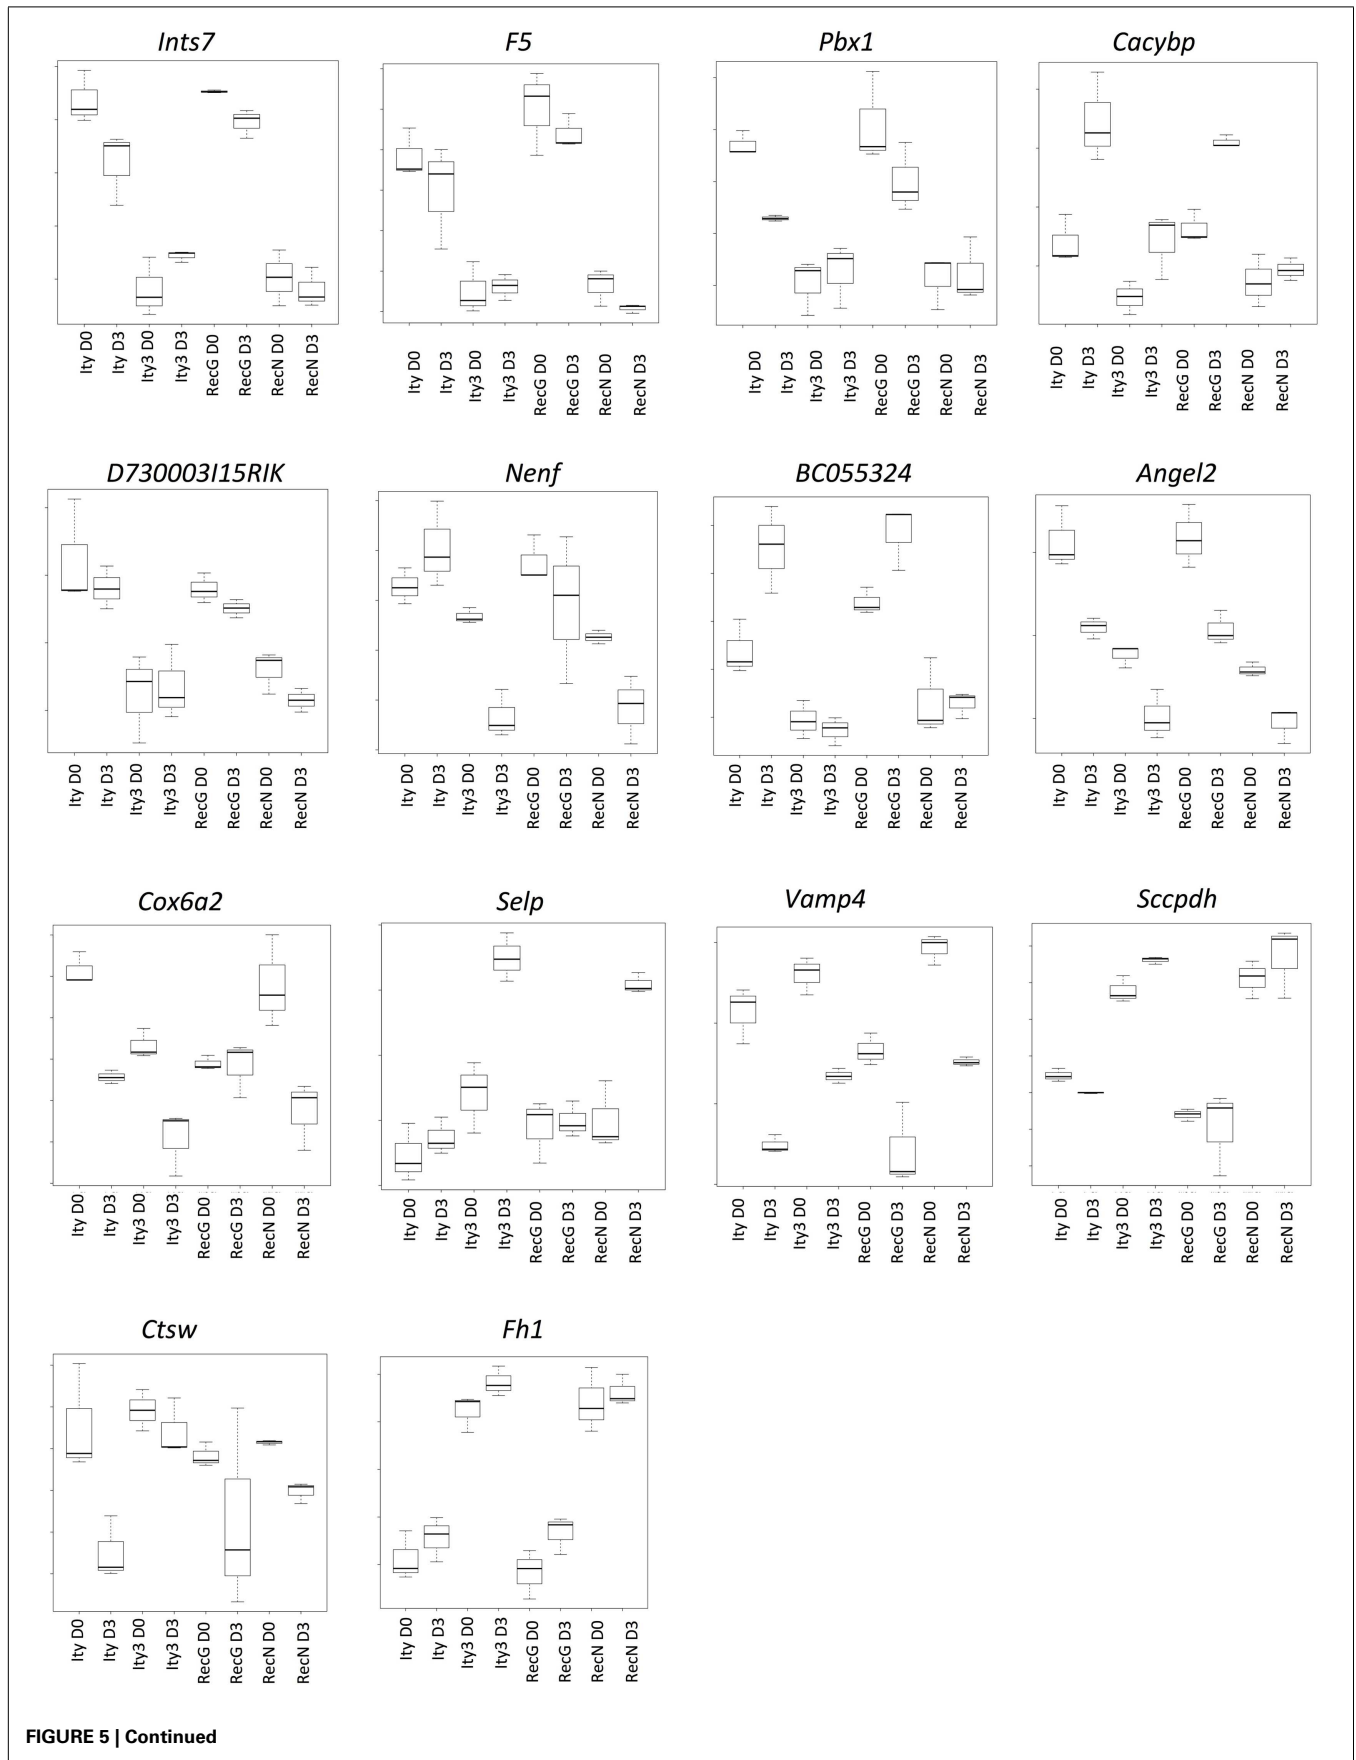 Ints7 F5 Pbx1 Cacybp
Ity D0 Ity D3 Ity3 D0 Ity3 D3 RecG D0 RecG D3 RecN D0 RecN D3
Ity D0 Ity D3 Ity3 D0 Ity3 D3 RecG D0 RecG D3 RecN D0 RecN D3
Ity D0 Ity D3 Ity3 D0 Ity3 D3 RecG D0 RecG D3 RecN D0 RecN D3
Ity D0 Ity D3 Ity3 D0 Ity3 D3 RecG D0 RecG D3 RecN D0 RecN D3
D730003I15RIK Nenf BC055324 Angel2
Ity D0 Ity D3 Ity3 D0 Ity3 D3 RecG D0 RecG D3 RecN D0 RecN D3
Ity D0 Ity D3 Ity3 D0 Ity3 D3 RecG D0 RecG D3 RecN D0 RecN D3
Ity D0 Ity D3 Ity3 D0 Ity3 D3 RecG D0 RecG D3 RecN D0 RecN D3
Ity D0 Ity D3 Ity3 D0 Ity3 D3 RecG D0 RecG D3 RecN D0 RecN D3
Cox6a2 Selp Vamp4 Sccpdh
Ity D0 Ity D3 Ity3 D0 Ity3 D3 RecG D0 RecG D3 RecN D0 RecN D3
Ity D0 Ity D3 Ity3 D0 Ity3 D3 RecG D0 RecG D3 RecN D0 RecN D3
Ity D0 Ity D3 Ity3 D0 Ity3 D3 RecG D0 RecG D3 RecN D0 RecN D3
Ity D0 Ity D3 Ity3 D0 Ity3 D3 RecG D0 RecG D3 RecN D0 RecN D3
Ctsw Fh1
Ity D0 Ity D3 Ity3 D0 Ity3 D3 RecG D0 RecG D3 RecN D0 RecN D3
Ity D0 Ity D3 Ity3 D0 Ity3 D3 RecG D0 RecG D3 RecN D0 RecN D3
FIGURE 5 | Continued